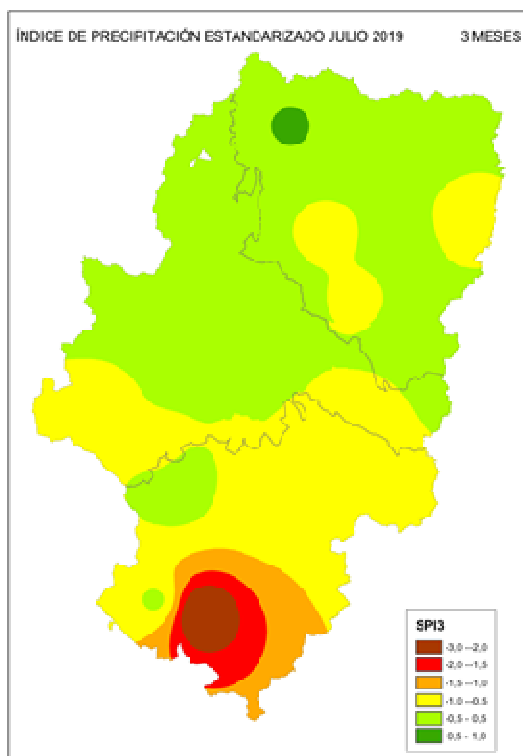 ÍNDICE DE PRECIPITACIÓN ESTANDARIZADO JULIO 2019 3 MESES
SPI3
-3,0 --2,0
-2,0 --1,5
-1,5 --1,0
-1,0 --0,5
-0,5 - 0,5
0,5 - 1,0